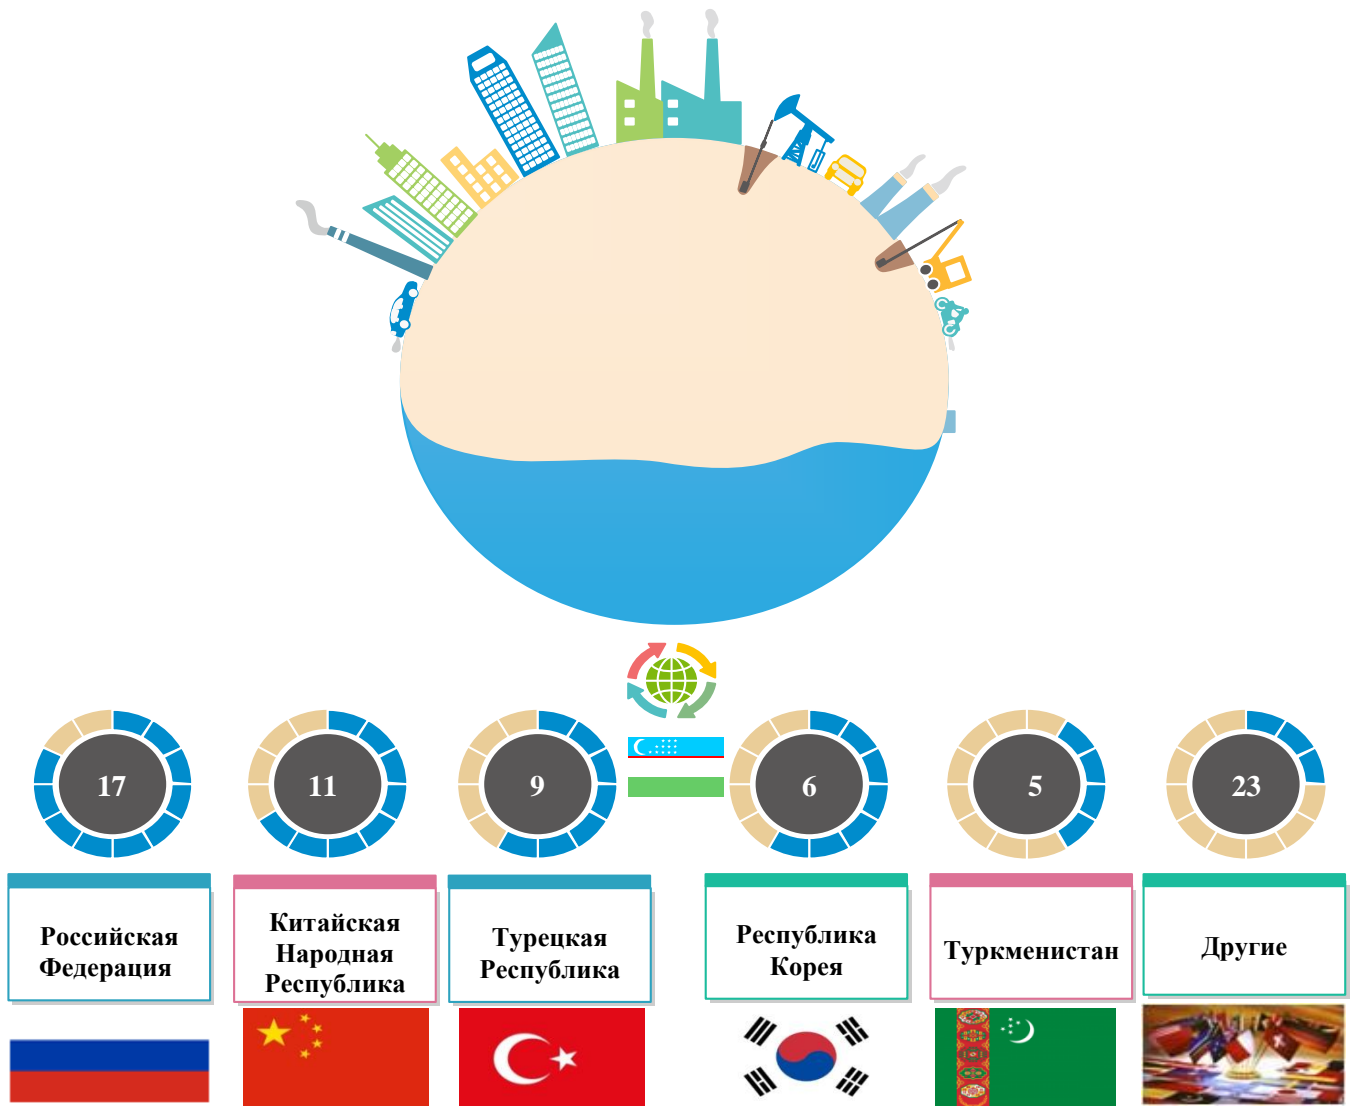 17
11
9
6
5
23
Российская
Федерация
Китайская
Народная
Республика
Турецкая
Республика
Республика
Корея
Туркменистан
Другие